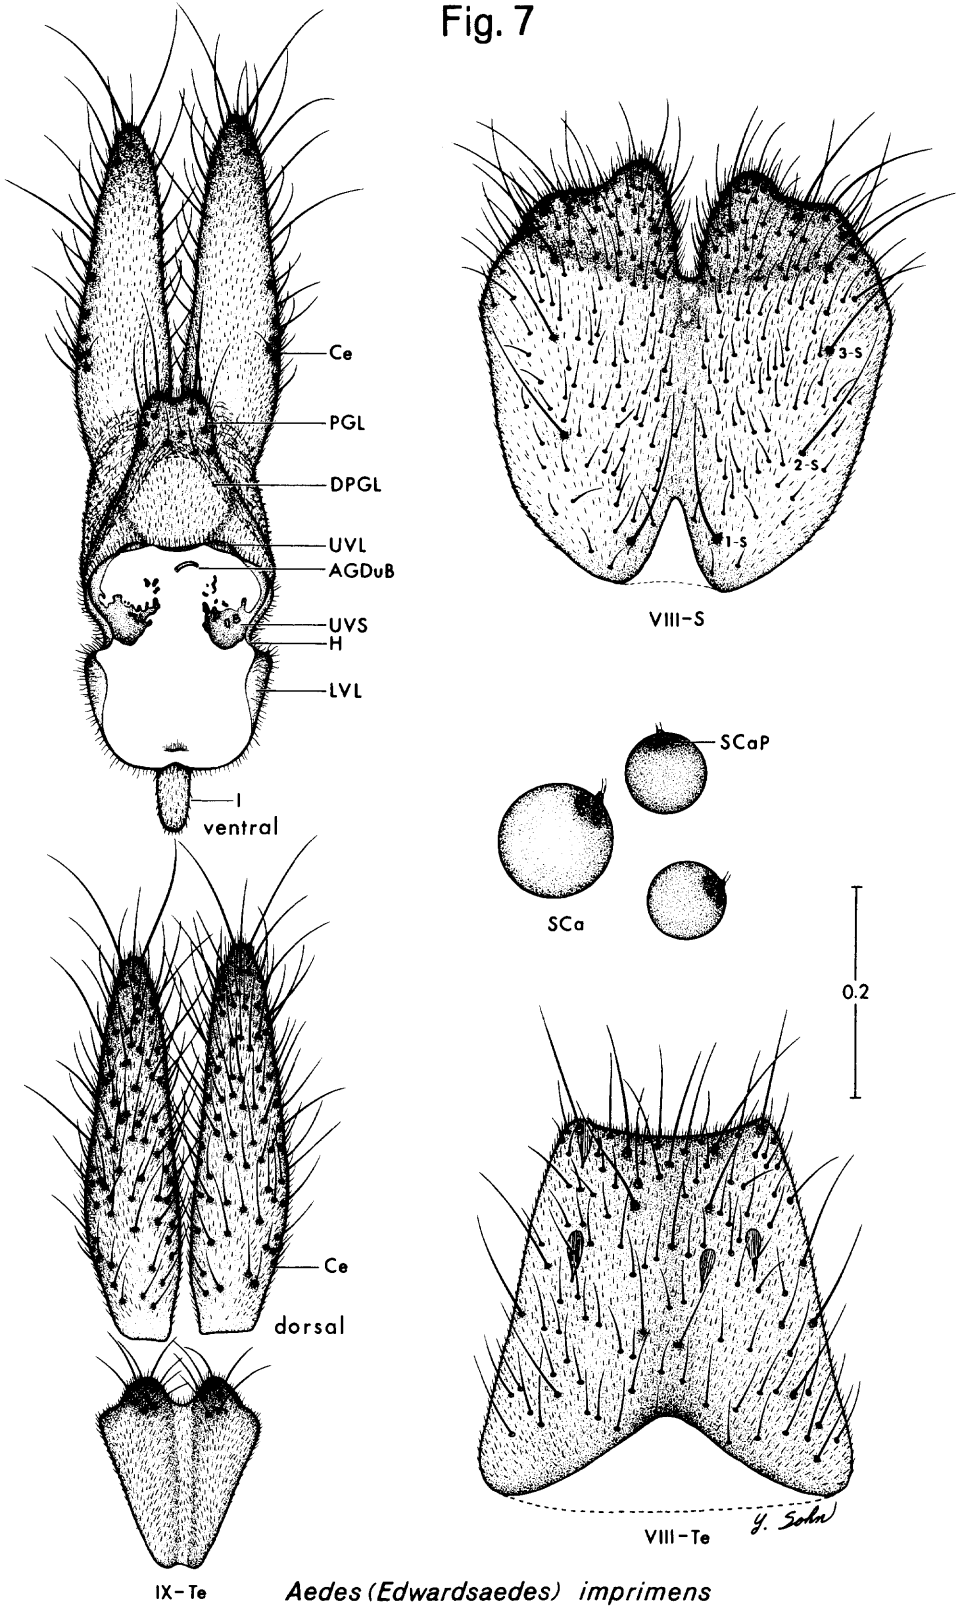 Fig. 7
Ce
PGL
DPGL
UVL
AGDuB
UVS
H
LVL
I
ventral
3-S
2-S
1-S
VIII-S
SCaP
SCa
0.2
Ce
dorsal
IX-Te
VIII-Te
Y. Sohn
Aedes (Edwardsaedes) imprimens